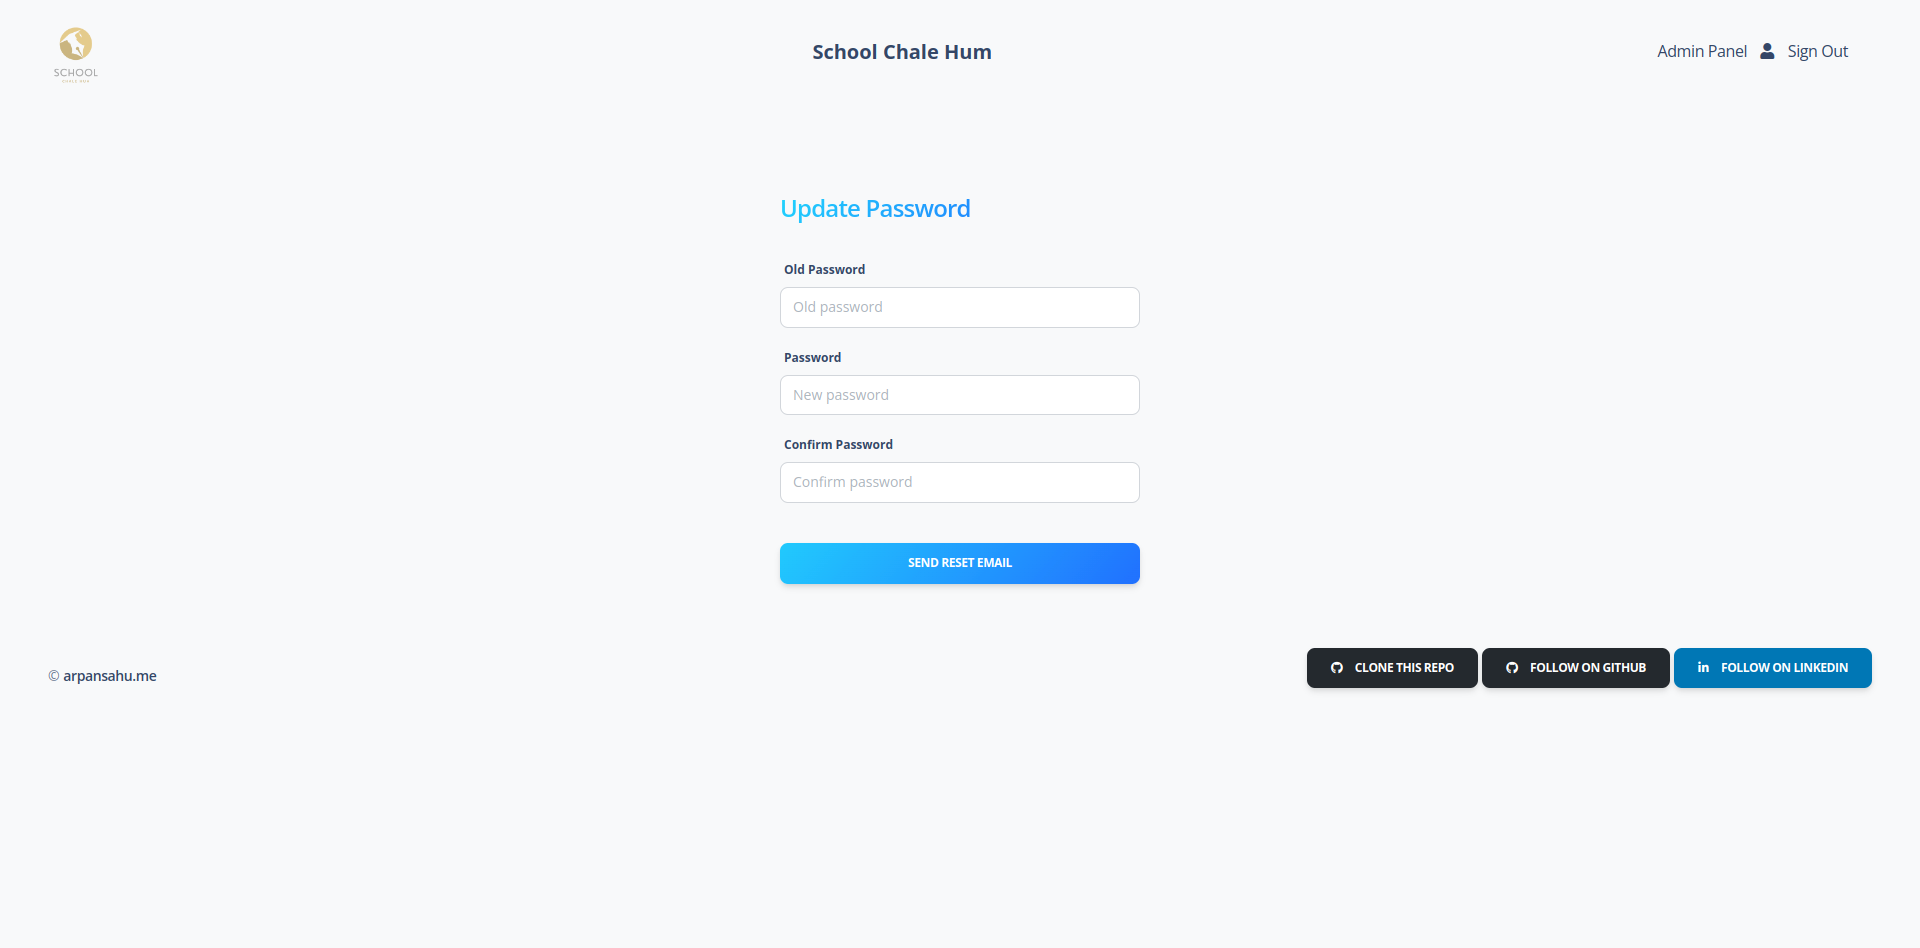 SCHOOL
School Chale Hum
Admin Panel Sign Out
Update Password
Old Password
Old password
Password
New password
Confirm Password
Confirm password
SEND RESET EMAIL
© arpansahu.me
CLONE THIS REPO FOLLOW ON GITHUB FOLLOW ON LINKEDIN